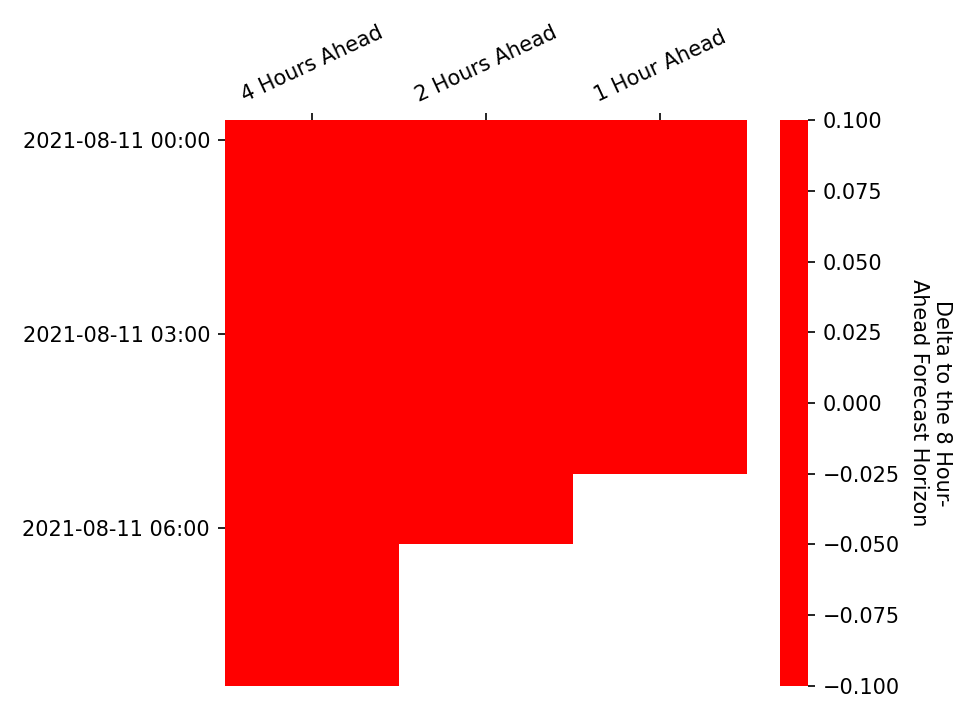 4 Hours Ahead
2 Hours Ahead
1 Hour Ahead
2021-08-11 00:00
2021-08-11 03:00
2021-08-11 06:00
0.100
0.075
0.050
0.025
0.000
−0.025
−0.050
−0.075
−0.100
Delta to the 8 Hour-
Ahead Forecast Horizon